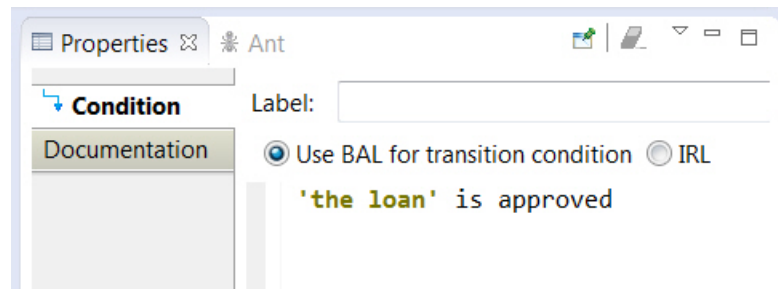 Properties Ant
Condition
Label:
Documentation
Use BAL for transition condition IRL
'the loan' is approved